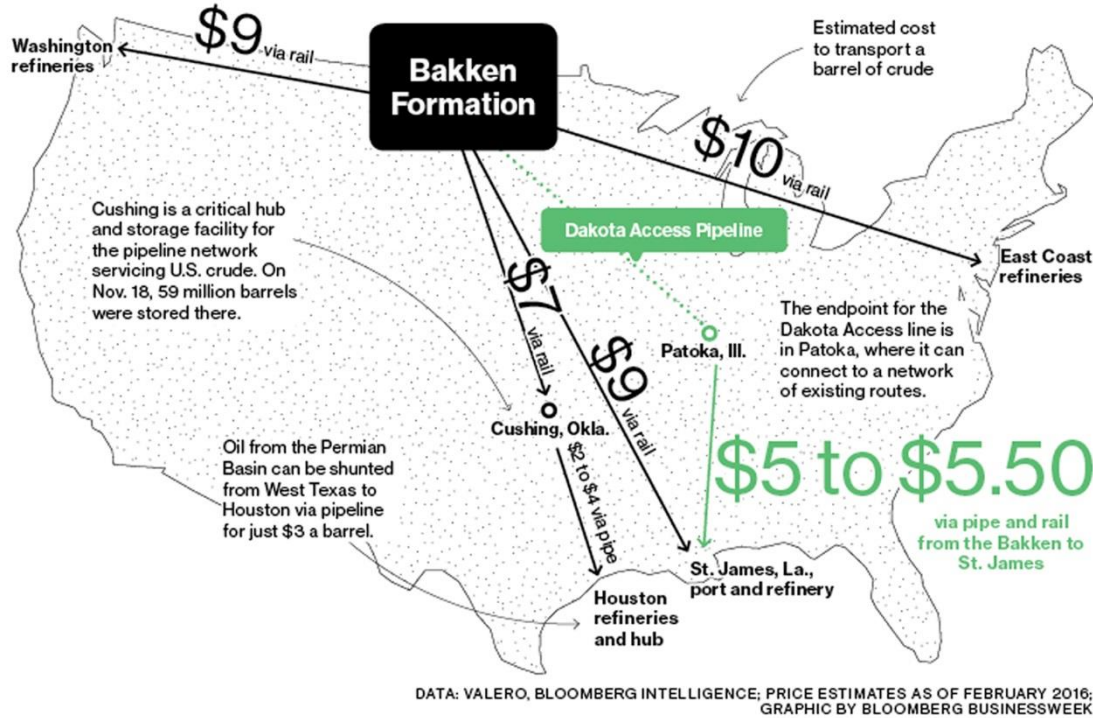 Washington
refineries
$9 via rail
Bakken
Formation
Estimated cost
to transport a
barrel of crude
$10 via rail
Cushing is a critical hub
and storage facility for
the pipeline network
servicing U.S. crude. On
Nov. 18, 59 million barrels
were stored there.
Dakota Access Pipeline
East Coast
refineries
$7 via rail
$9 via rail
Patoka, Ill.
The endpoint for the
Dakota Access line is
in Patoka, where it can
connect to a network
of existing routes.
Cushing, Okla.
$2 to $4 via pipe
Oil from the Permian
Basin can be shunted
from West Texas to
Houston via pipeline
for just $3 a barrel.
$5 to $5.50
via pipe and rail
from the Bakken to
St. James
St. James, La.,
port and refinery
Houston
refineries
and hub
DATA: VALERO, BLOOMBERG INTELLIGENCE; PRICE ESTIMATES AS OF FEBRUARY 2016;
GRAPHIC BY BLOOMBERG BUSINESSWEEK